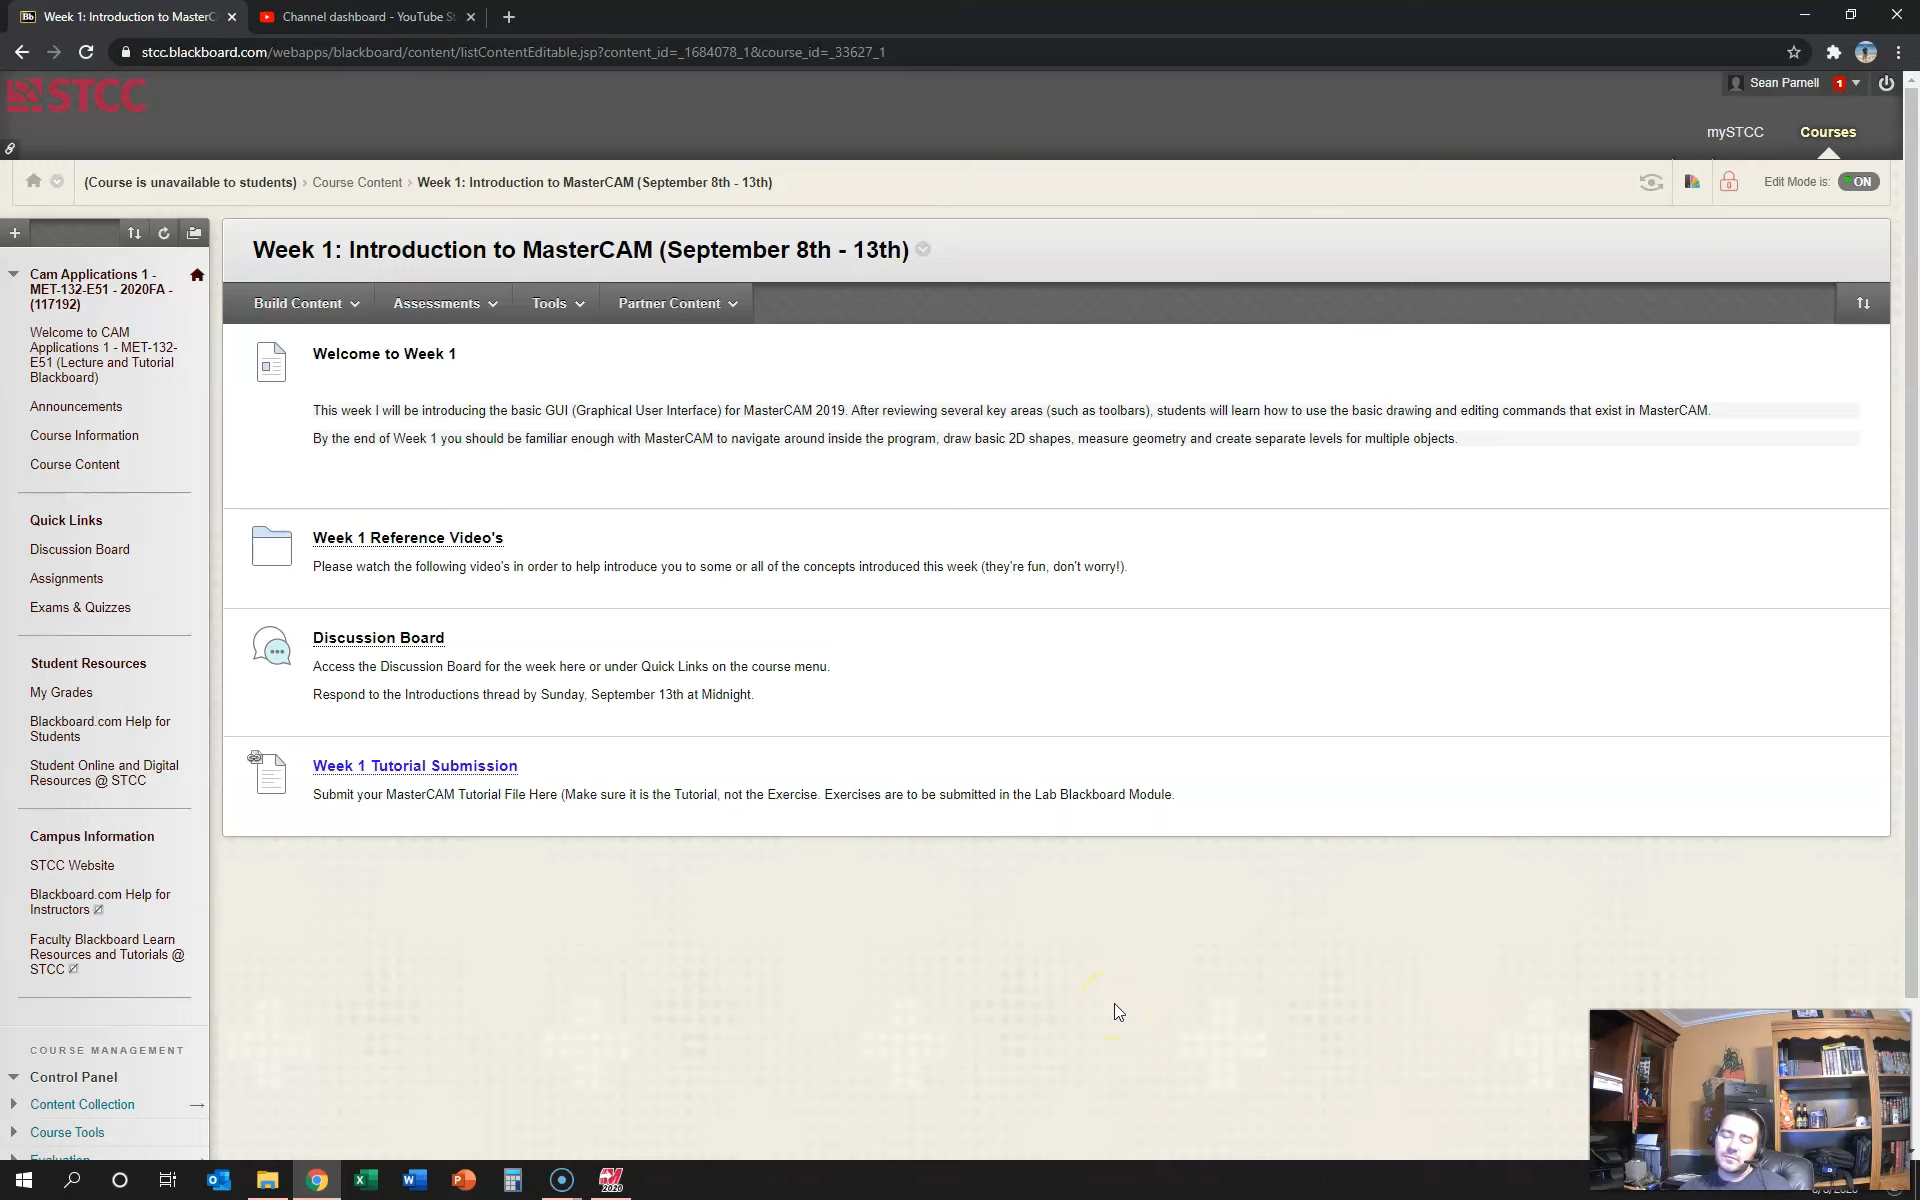 Week 1: Introduction to MasterC
Channel dashboard - YouTube St
stcc.blackboard.com/webapps/blackboard/content/listContentEditable.jsp?content_id=_1684078_1&course_id=_33627_1
STCC
Sean Parnell 1
mySTCC Courses
(Course is unavailable to students) Course Content Week 1: Introduction to MasterCAM (September 8th - 13th)
Edit Mode is: ON
Cam Applications 1 -
MET-132-E51 - 2020FA -
(117192)
Welcome to CAM
Applications 1 - MET-132-
E51 (Lecture and Tutorial
Blackboard)
Announcements
Course Information
Course Content
Quick Links
Discussion Board
Assignments
Exams & Quizzes
Student Resources
My Grades
Blackboard.com Help for
Students
Student Online and Digital
Resources @ STCC
Campus Information
STCC Website
Blackboard.com Help for
Instructors
Faculty Blackboard Learn
Resources and Tutorials @
STCC
COURSE MANAGEMENT
Control Panel
Content Collection
Course Tools
Evaluation
Week 1: Introduction to MasterCAM (September 8th - 13th)
Build Content Assessments Tools Partner Content
Welcome to Week 1
This week I will be introducing the basic GUI (Graphical User Interface) for MasterCAM 2019. After reviewing several key areas (such as toolbars), students will learn how to use the basic drawing and editing commands that exist in MasterCAM.
By the end of Week 1 you should be familiar enough with MasterCAM to navigate around inside the program, draw basic 2D shapes, measure geometry and create separate levels for multiple objects.
Week 1 Reference Video's
Please watch the following video's in order to help introduce you to some or all of the concepts introduced this week (they're fun, don't worry!).
Discussion Board
Access the Discussion Board for the week here or under Quick Links on the course menu.
Respond to the Introductions thread by Sunday, September 13th at Midnight.
Week 1 Tutorial Submission
Submit your MasterCAM Tutorial File Here (Make sure it is the Tutorial, not the Exercise. Exercises are to be submitted in the Lab Blackboard Module.